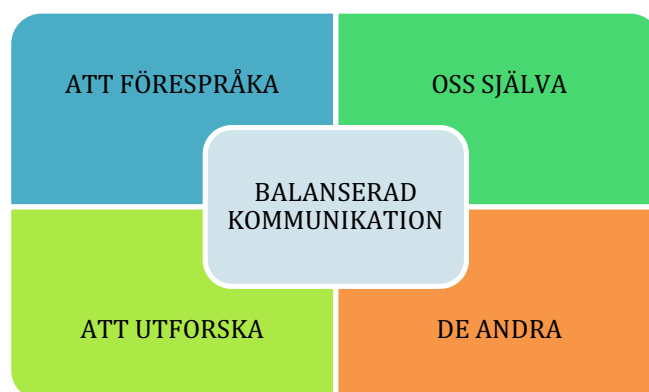 ATT FÖRESPRÅKA
OSS SJÄLVA
BALANSERAD
KOMMUNIKATION
ATT UTFORSKA
DE ANDRA